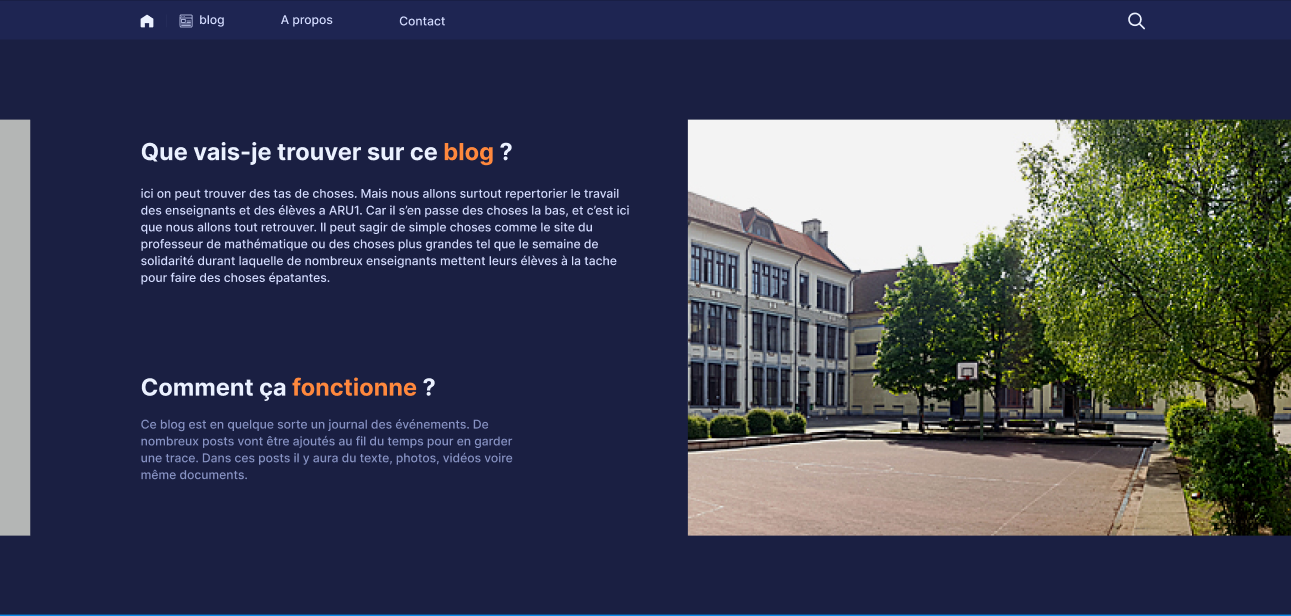 blog
A propos
Contact
Que vais-je trouver sur ce blog ?
ici on peut trouver des tas de choses. Mais nous allons surtout repertorier le travail
des enseignants et des élèves a ARU1. Car il s'en passe des choses la bas, et c'est ici
que nous allons tout retrouver. Il peut sagir de simple choses comme le site du
professeur de mathématique ou des choses plus grandes tel que le semaine de
solidarité durant laquelle de nombreux enseignants mettent leurs élèves à la tache
pour faire des choses épatantes.
Comment ça fonctionne ?
Ce blog est en quelque sorte un journal des événements. De
nombreux posts vont être ajoutés au fil du temps pour en garder
une trace. Dans ces posts il y aura du texte, photos, vidéos voire
même documents.